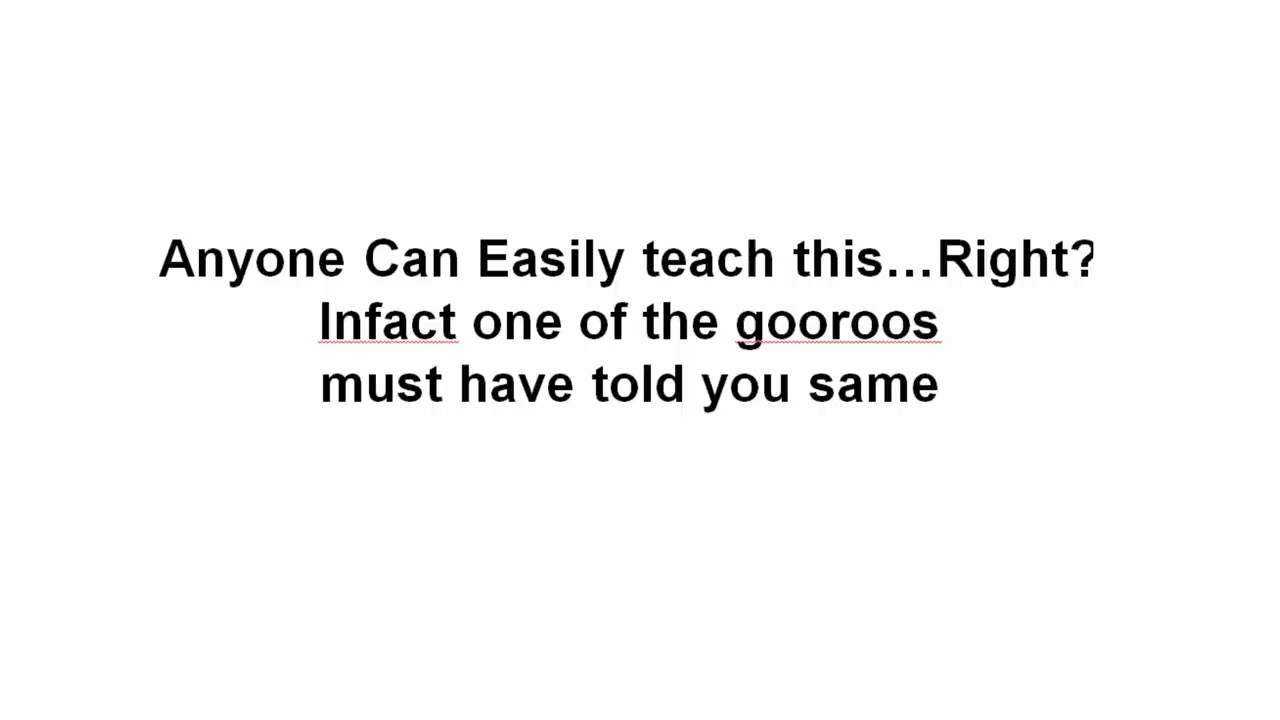 Anyone Can Easily teach this...Right?
Infact one of the gooroos
must have told you same